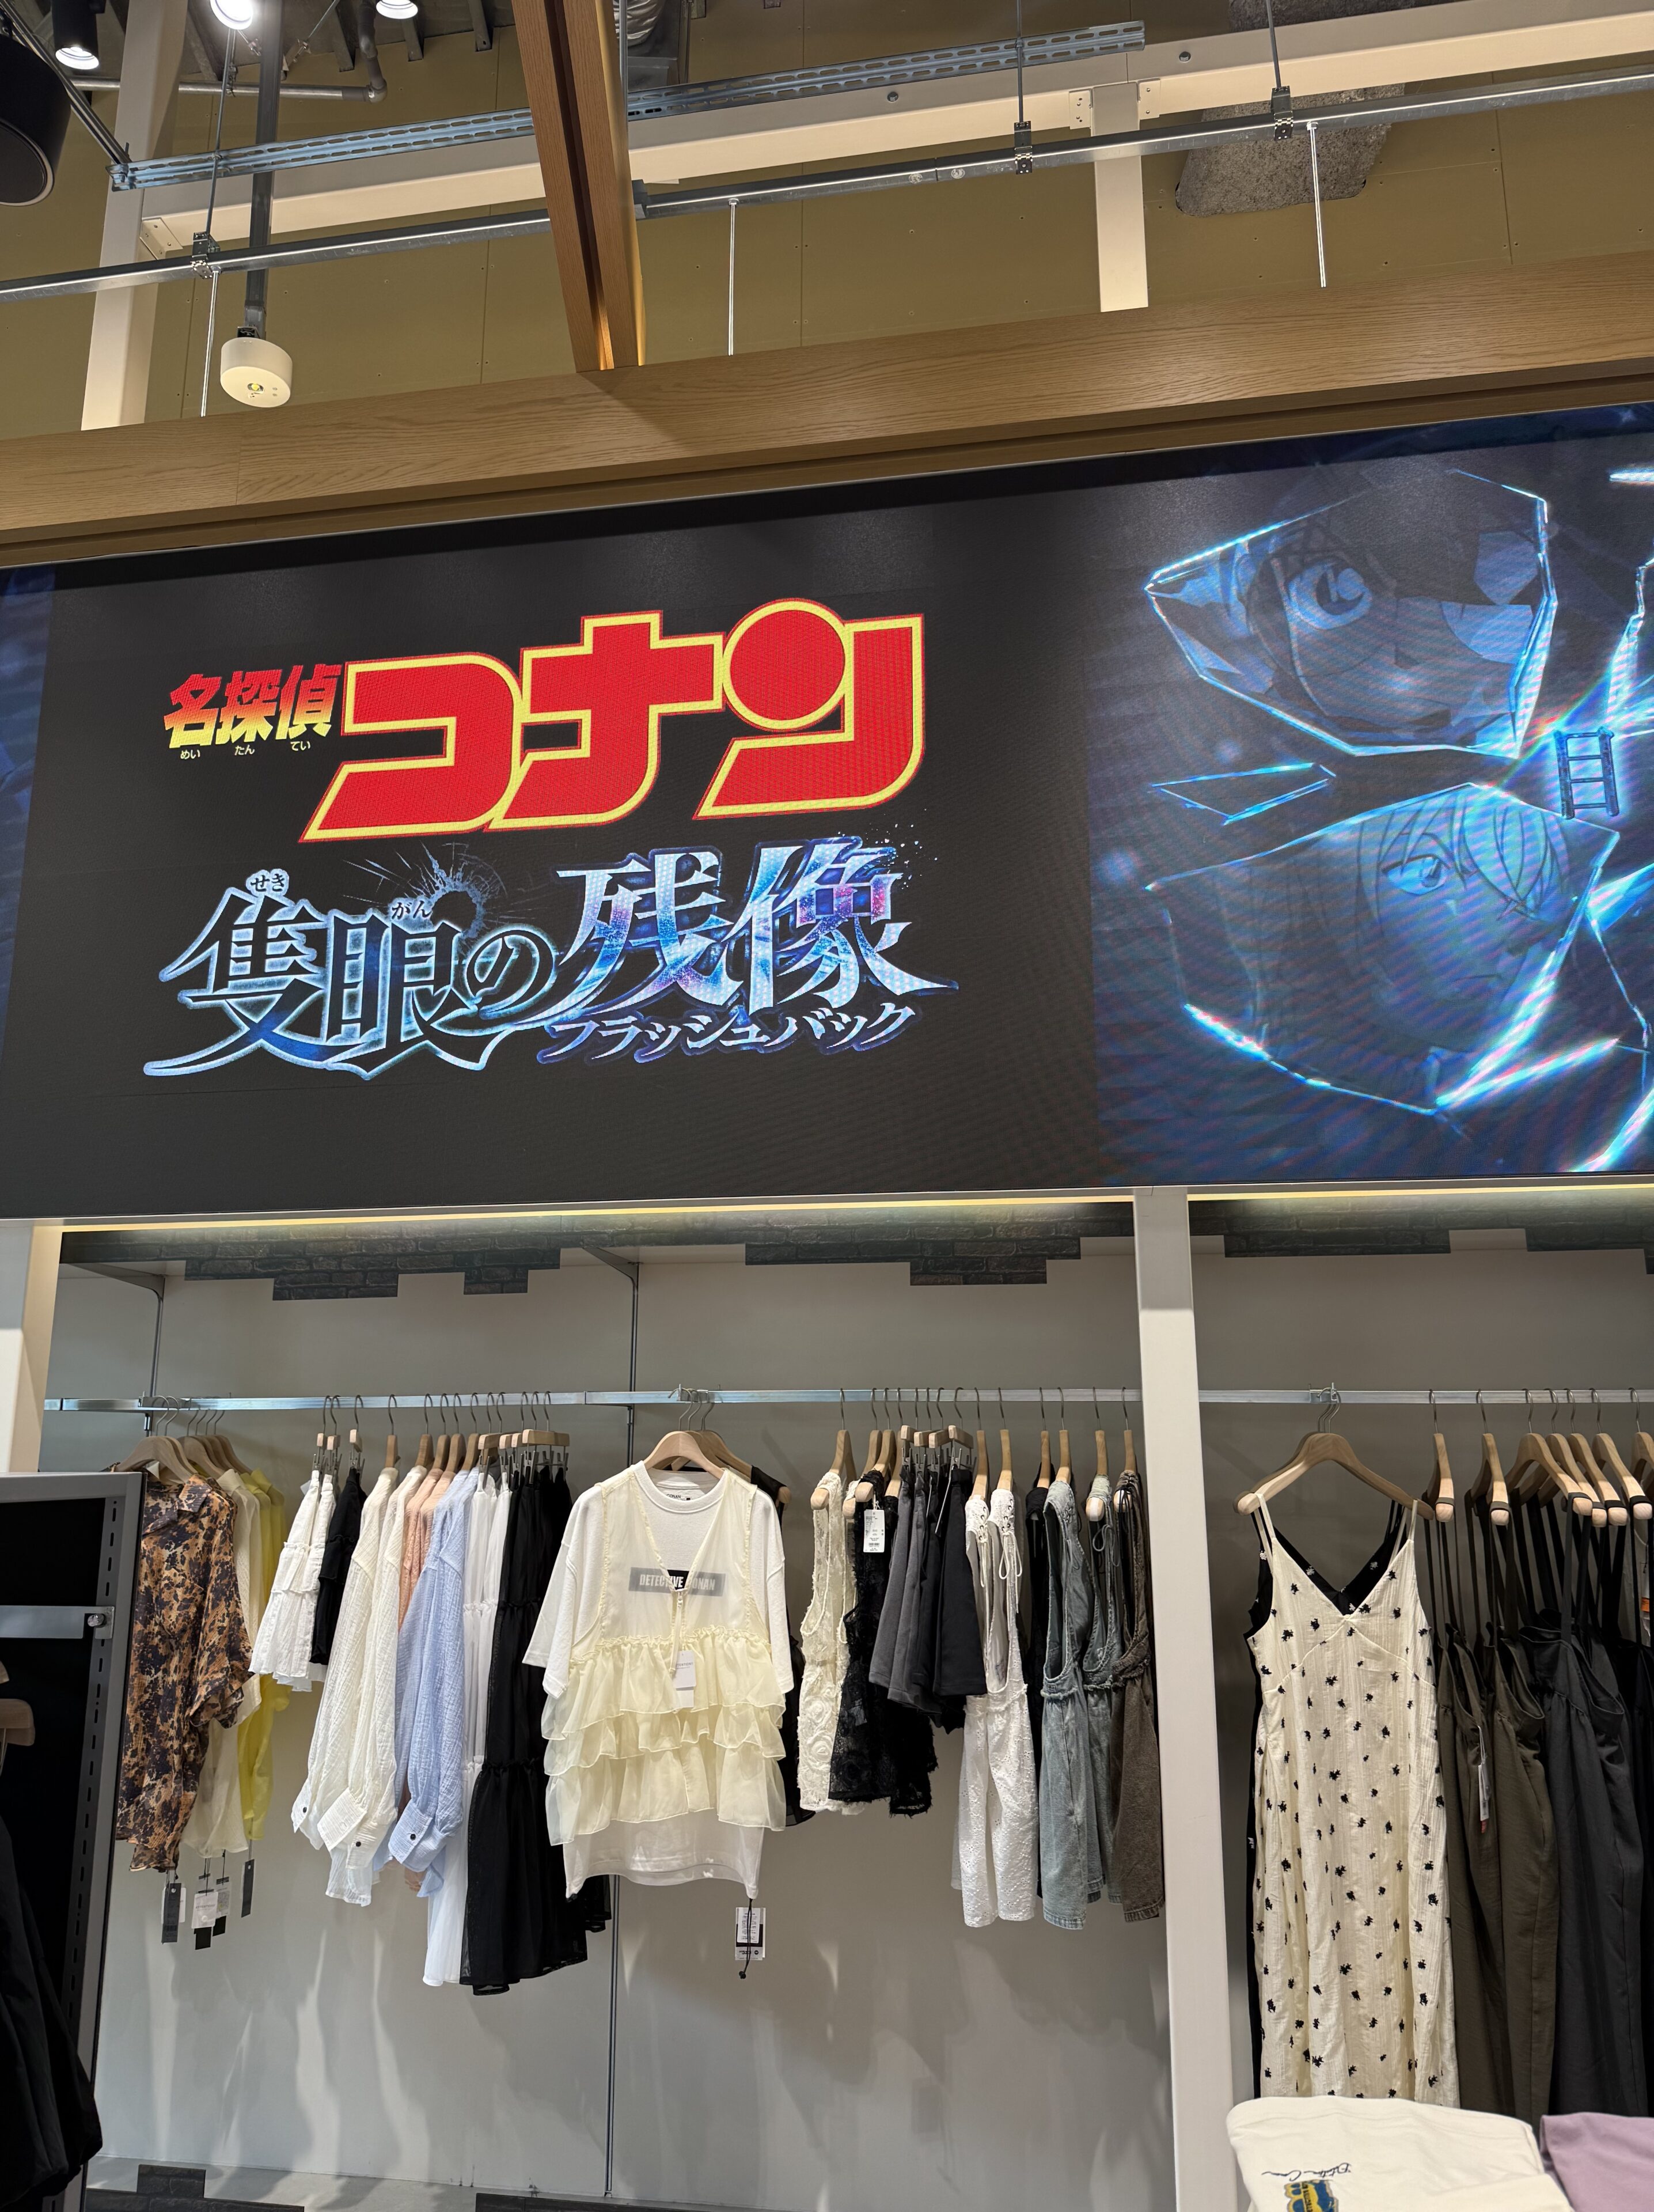 名探偵コナン
めいたんてい
せきがん
隻眼の残像
フラッシュバック
DETECTIVE CONAN